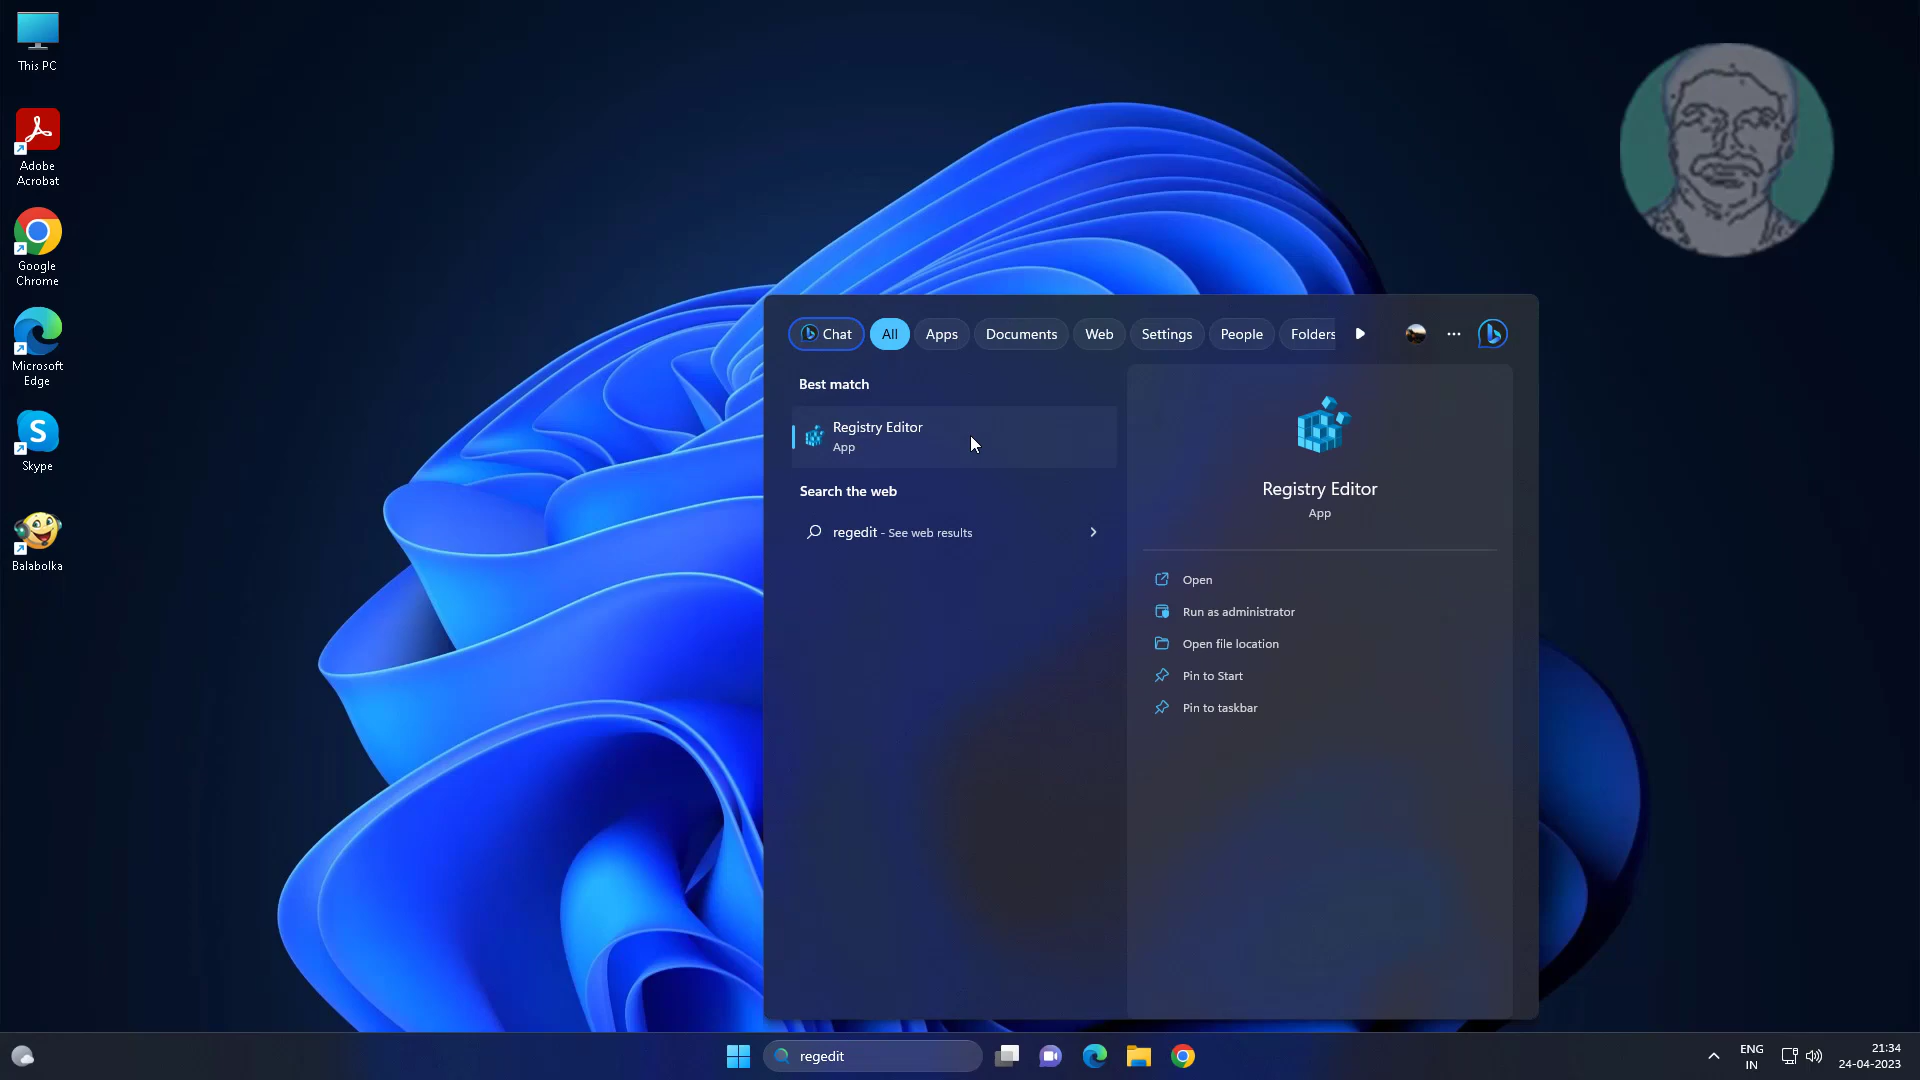 This PC
Adobe
Acrobat
Google
Chrome
Microsoft
Edge
S
Skype
Balabolka
Chat
All
Apps
Documents
Web
Settings
People
Folders
Best match
Registry Editor
App
Search the web
regedit - See web results
Registry Editor
App
Open
Run as administrator
Open file location
Pin to Start
Pin to taskbar
regedit
ENG
IN
21:34
24-04-2023